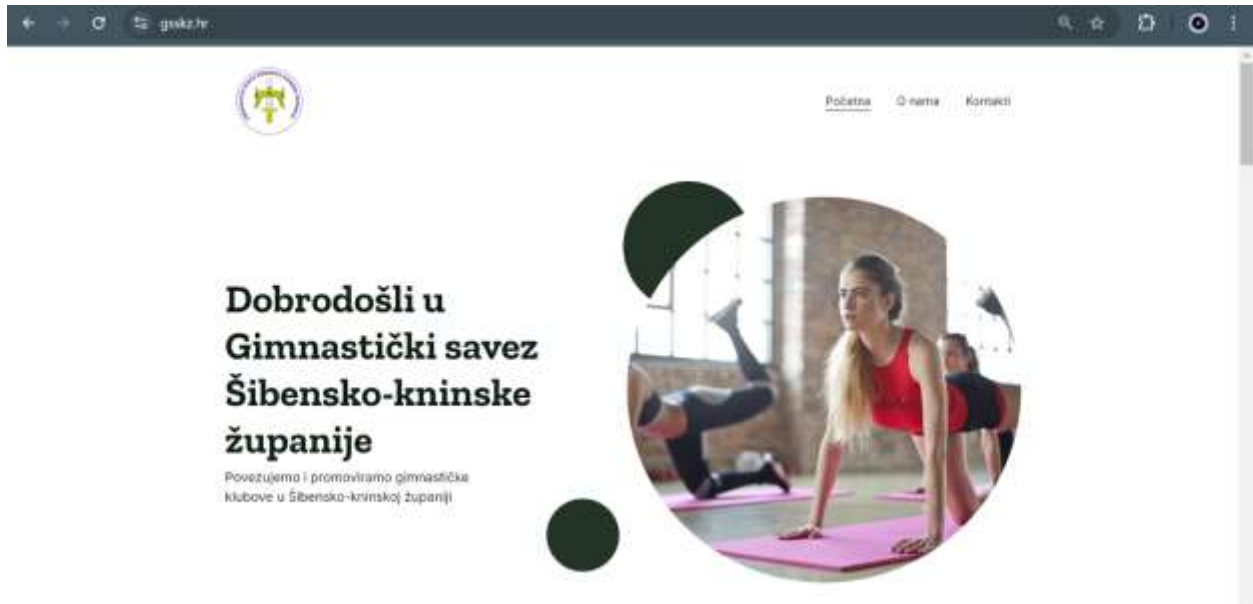 gsskz.hr
Početna O nama Kontakti
Dobrodošli u
Gimnastički savez
Šibensko-kninske
županije
Povezujemo i promoviramo gimnastičke
klubove u Šibensko-kninskoj županiji